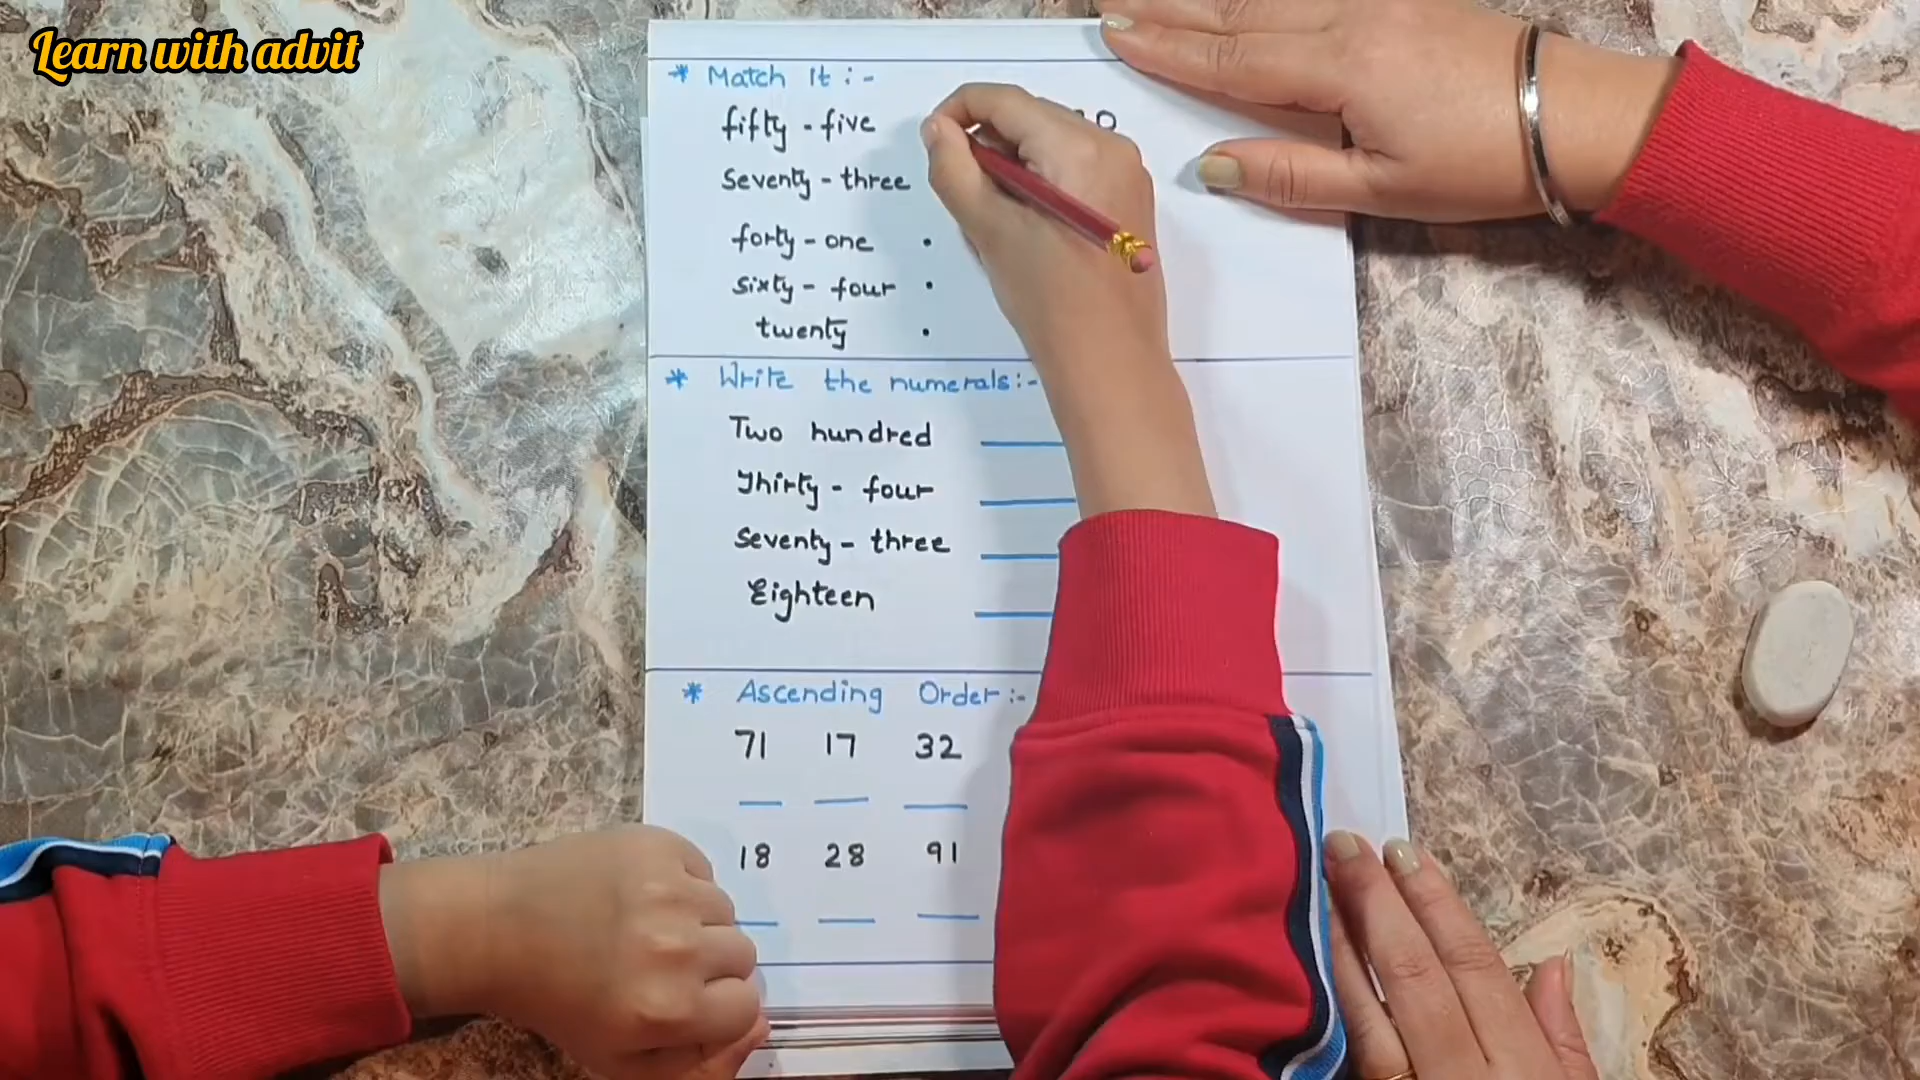 Learn with advit
* Match It :-
fifty - five
seventy - three
forty - one •
sixty - four •
twenty •
* Write the numerals :-
Two hundred
Thirty - four
Seventy - three
Eighteen
* Ascending Order :-
71 17 32
18 28 91